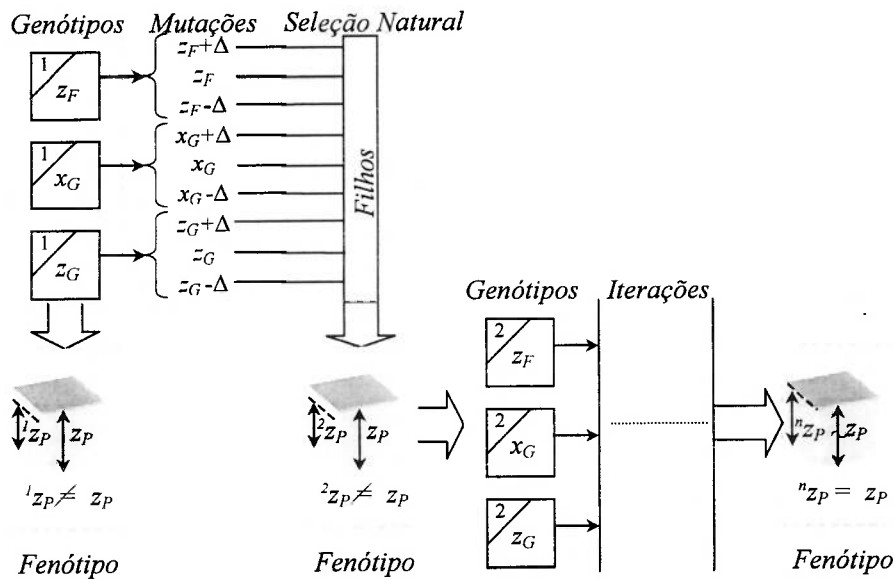 Genótipos Mutações Seleção Natural
1 z_F
z_F+Δ
z_F
z_F-Δ
1 x_G
x_G+Δ
x_G
x_G-Δ
1 z_G
z_G+Δ
z_G
z_G-Δ
Filhos
Genótipos Iterações
2 z_F
2 x_G
2 z_G
¹z_P z_P
¹z_P ≠ z_P
Fenótipo
²z_P z_P
²z_P ≠ z_P
Fenótipo
ⁿz_P z_P
ⁿz_P = z_P
Fenótipo